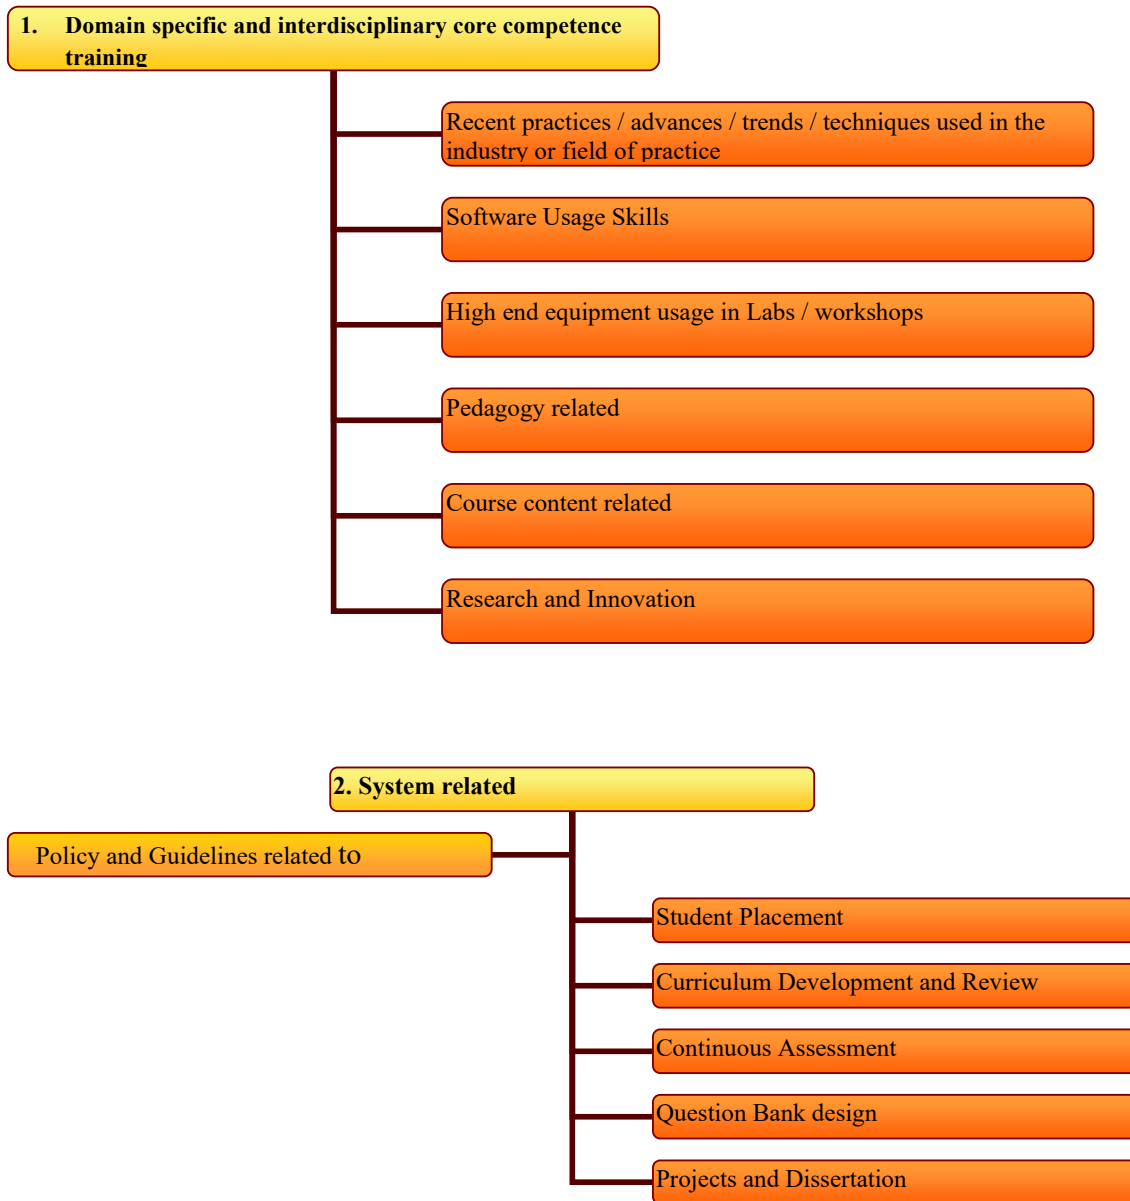 1. Domain specific and interdisciplinary core competence
training
Recent practices / advances / trends / techniques used in the
industry or field of practice
Software Usage Skills
High end equipment usage in Labs / workshops
Pedagogy related
Course content related
Research and Innovation
2. System related
Policy and Guidelines related to
Student Placement
Curriculum Development and Review
Continuous Assessment
Question Bank design
Projects and Dissertation